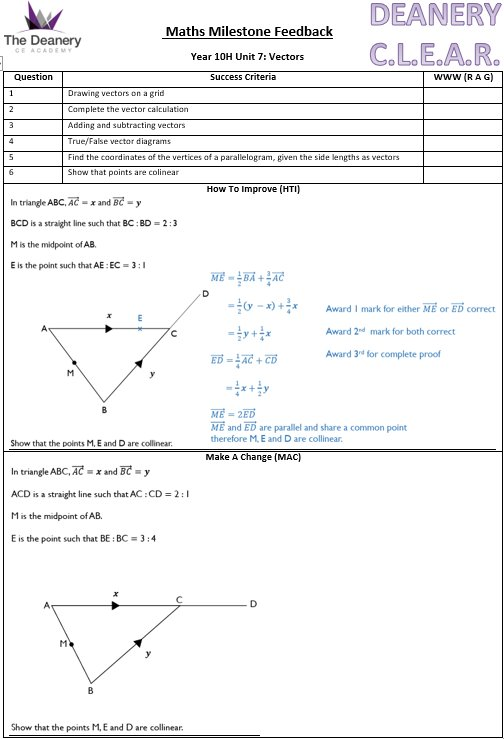 The Deanery
CE ACADEMY
Maths Milestone Feedback
Year 10H Unit 7: Vectors
DEANERY
C.L.E.A.R.
Question Success Criteria WWW (R A G)
1 Drawing vectors on a grid
2 Complete the vector calculation
3 Adding and subtracting vectors
4 True/False vector diagrams
5 Find the coordinates of the vertices of a parallelogram, given the side lengths as vectors
6 Show that points are colinear
How To Improve (HTI)
In triangle ABC, \overrightarrow{AC} = x and \overrightarrow{BC} = y
BCD is a straight line such that BC : BD = 2 : 3
M is the midpoint of AB.
E is the point such that AE : EC = 3 : 1
A
x
E
C
D
M
y
B
\overrightarrow{ME} = \frac{1}{2}\overrightarrow{BA} + \frac{3}{4}\overrightarrow{AC}
= \frac{1}{2}(y − x) + \frac{3}{4}x
= \frac{1}{2}y + \frac{1}{4}x
\overrightarrow{ED} = \frac{1}{4}\overrightarrow{AC} + \overrightarrow{CD}
= \frac{1}{4}x + \frac{1}{2}y
\overrightarrow{ME} = 2\overrightarrow{ED}
\overrightarrow{ME} and \overrightarrow{ED} are parallel and share a common point
therefore M, E and D are collinear.
Award 1 mark for either \overrightarrow{ME} or \overrightarrow{ED} correct
Award 2nd mark for both correct
Award 3rd for complete proof
Show that the points M, E and D are collinear.
Make A Change (MAC)
In triangle ABC, \overrightarrow{AC} = x and \overrightarrow{BC} = y
ACD is a straight line such that AC : CD = 2 : 1
M is the midpoint of AB.
E is the point such that BE : BC = 3 : 4
A
x
C
D
M
y
B
Show that the points M, E and D are collinear.